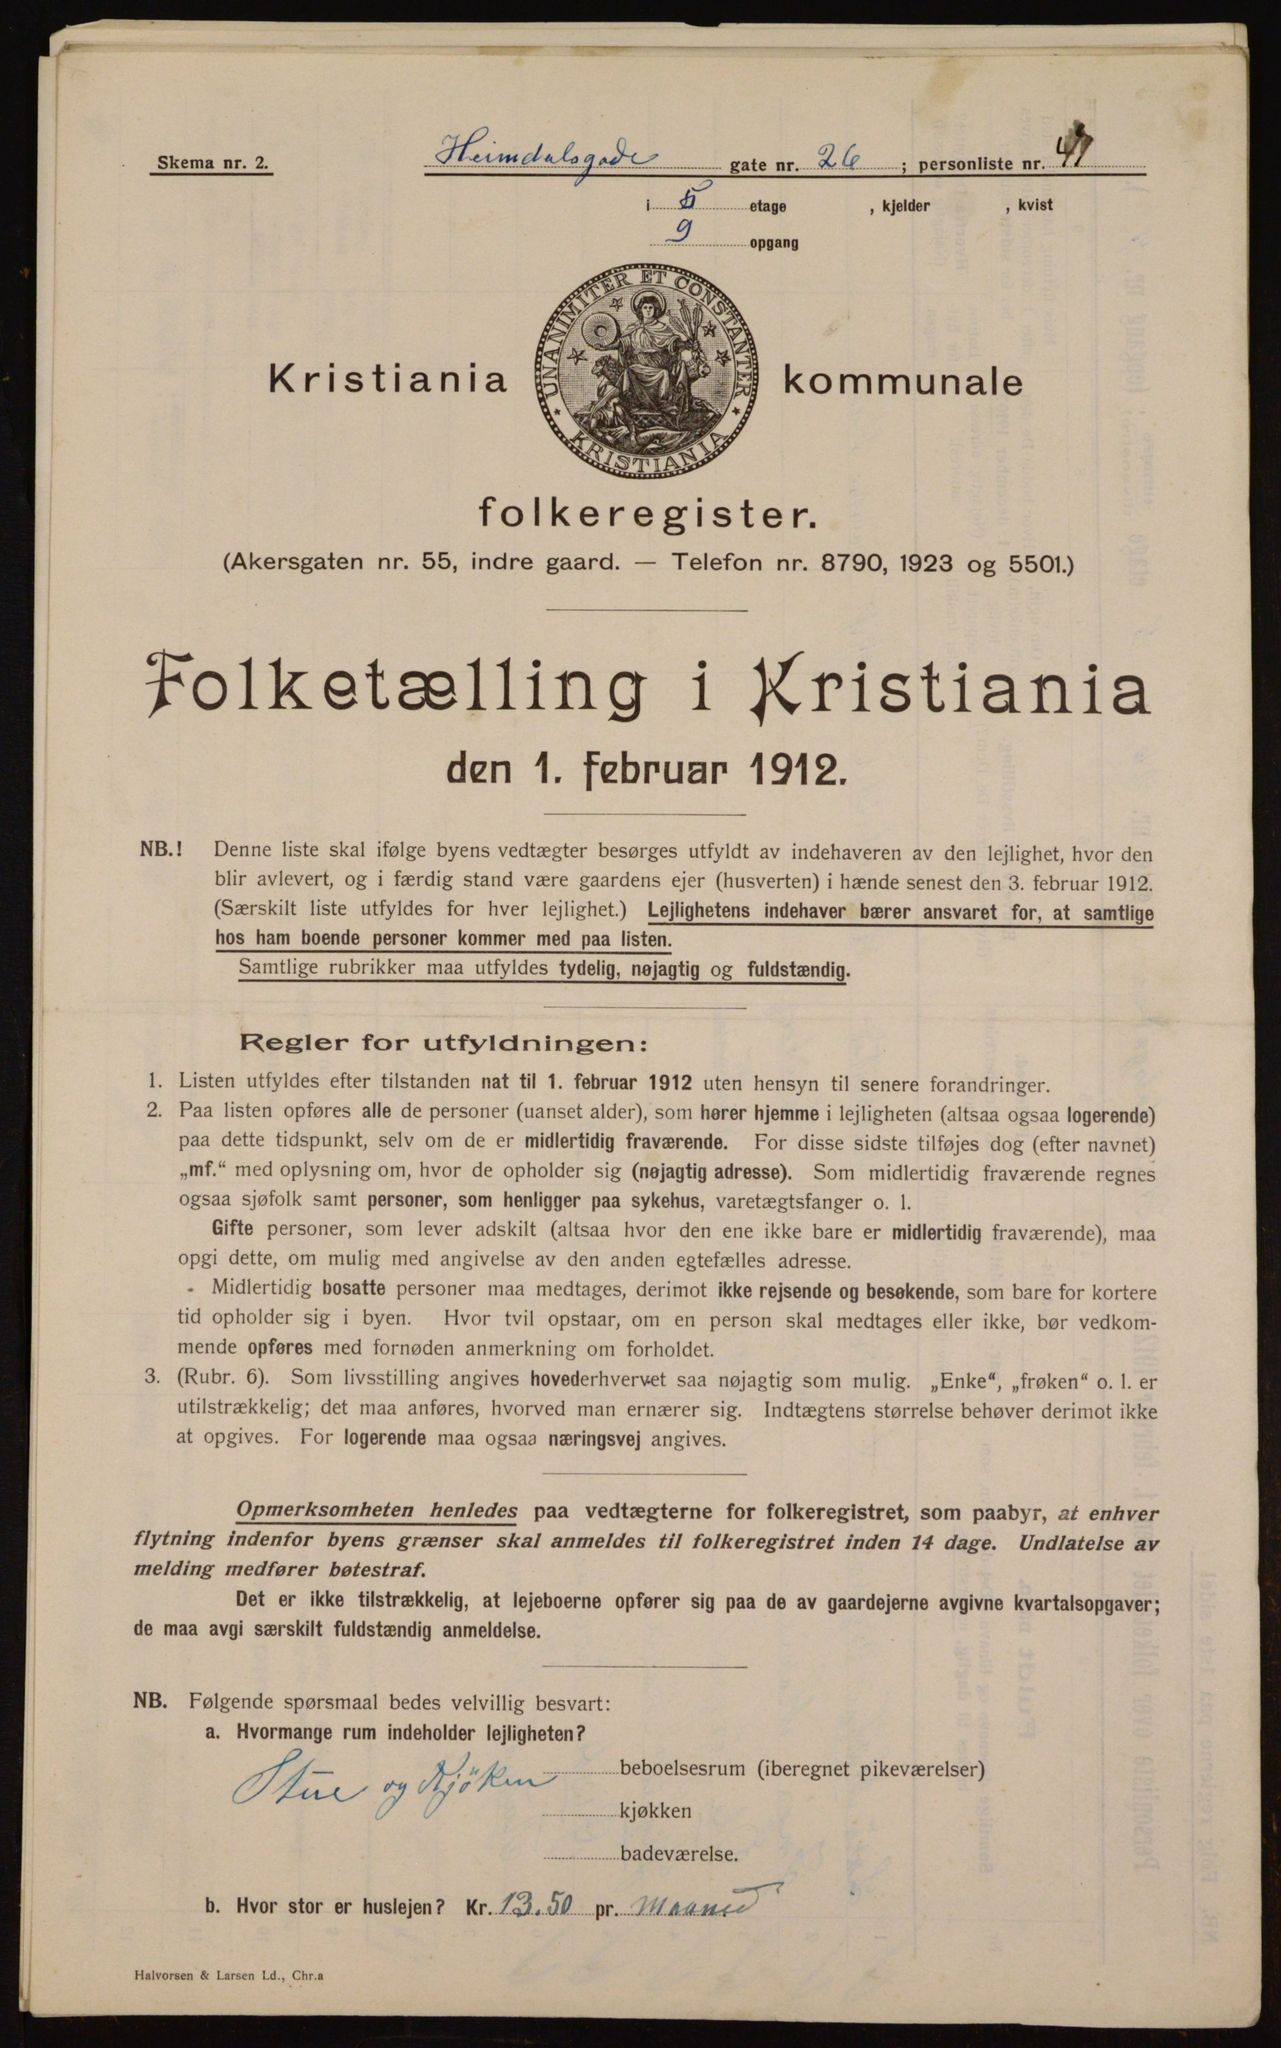 Skema nr. 2. Heimdalsgade gate nr. 26 ; personliste nr.
i 5 etage , kjelder , kvist
9 opgang
UNANIMITER ET CONSTANTER
KRISTIANIA
Kristiania kommunale
folkeregister.
(Akersgaten nr. 55, indre gaard. — Telefon nr. 8790, 1923 og 5501.)
Folketælling i Kristiania
den 1. februar 1912.
NB.! Denne liste skal ifølge byens vedtægter besørges utfyldt av indehaveren av den lejlighet, hvor den
blir avlevert, og i færdig stand være gaardens ejer (husverten) i hænde senest den 3. februar 1912.
(Særskilt liste utfyldes for hver lejlighet.) Lejlighetens indehaver bærer ansvaret for, at samtlige
hos ham boende personer kommer med paa listen.
Samtlige rubrikker maa utfyldes tydelig, nøjagtig og fuldstændig.
Regler for utfyldningen:
1. Listen utfyldes efter tilstanden nat til 1. februar 1912 uten hensyn til senere forandringer.
2. Paa listen opføres alle de personer (uanset alder), som hører hjemme i lejligheten (altsaa ogsaa logerende)
paa dette tidspunkt, selv om de er midlertidig fraværende. For disse sidste tilføjes dog (efter navnet)
„mf.“ med oplysning om, hvor de opholder sig (nøjagtig adresse). Som midlertidig fraværende regnes
ogsaa sjøfolk samt personer, som henligger paa sykehus, varetægtsfanger o. l.
Gifte personer, som lever adskilt (altsaa hvor den ene ikke bare er midlertidig fraværende), maa
opgi dette, om mulig med angivelse av den anden egtefælles adresse.
Midlertidig bosatte personer maa medtages, derimot ikke rejsende og besøkende, som bare for kortere
tid opholder sig i byen. Hvor tvil opstaar, om en person skal medtages eller ikke, bør vedkom-
mende opføres med fornøden anmerkning om forholdet.
3. (Rubr. 6). Som livsstilling angives hovederhvervet saa nøjagtig som mulig. „Enke“, „frøken“ o. l. er
utilstrækkelig; det maa anføres, hvorved man ernærer sig. Indtægtens størrelse behøver derimot ikke
at opgives. For logerende maa ogsaa næringsvej angives.
Opmerksomheten henledes paa vedtægterne for folkeregistret, som paabyr, at enhver
flytning indenfor byens grænser skal anmeldes til folkeregistret inden 14 dage. Undlatelse av
melding medfører bøtestraf.
Det er ikke tilstrækkelig, at lejeboerne opfører sig paa de av gaardejerne avgivne kvartalsopgaver;
de maa avgi særskilt fuldstændig anmeldelse.
NB. Følgende spørsmaal bedes velvillig besvart:
a. Hvormange rum indeholder lejligheten?
Stue og Kjöken beboelsesrum (iberegnet pikeværelser)
kjøkken
badeværelse.
b. Hvor stor er huslejen? Kr. 13.50 pr. Maaned
Halvorsen & Larsen Ld., Chr.a